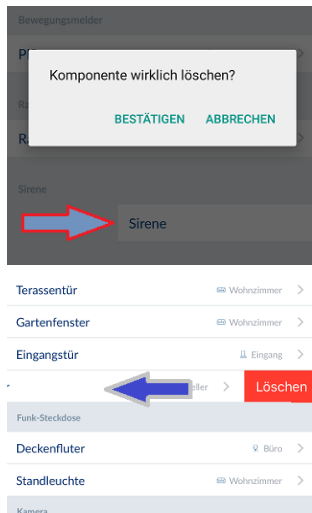 Bewegungsmelder
Komponente wirklich löschen?
BESTÄTIGEN ABBRECHEN
Sirene
Sirene
Terassentür Wohnzimmer
Gartenfenster Wohnzimmer
Eingangstür Eingang
Löschen
Funk-Steckdose
Deckenfluter Büro
Standleuchte Wohnzimmer
Kamera